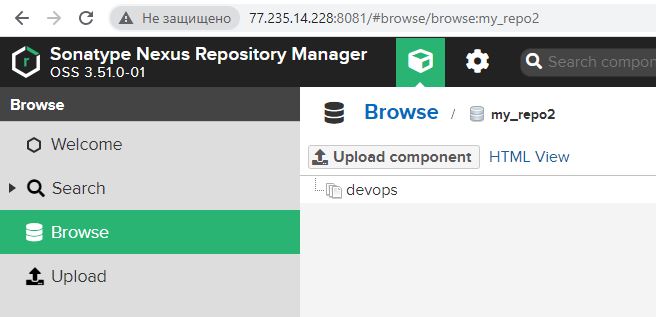 Не защищено 77.235.14.228:8081/#browse/browse:my_repo2
Sonatype Nexus Repository Manager
OSS 3.51.0-01
Search compon
Browse
Welcome
Search
Browse
Upload
Browse / my_repo2
Upload component HTML View
devops